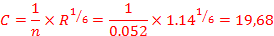 C = 1/n × R^1/6 = 1/0.052 × 1.14^1/6 = 19,68